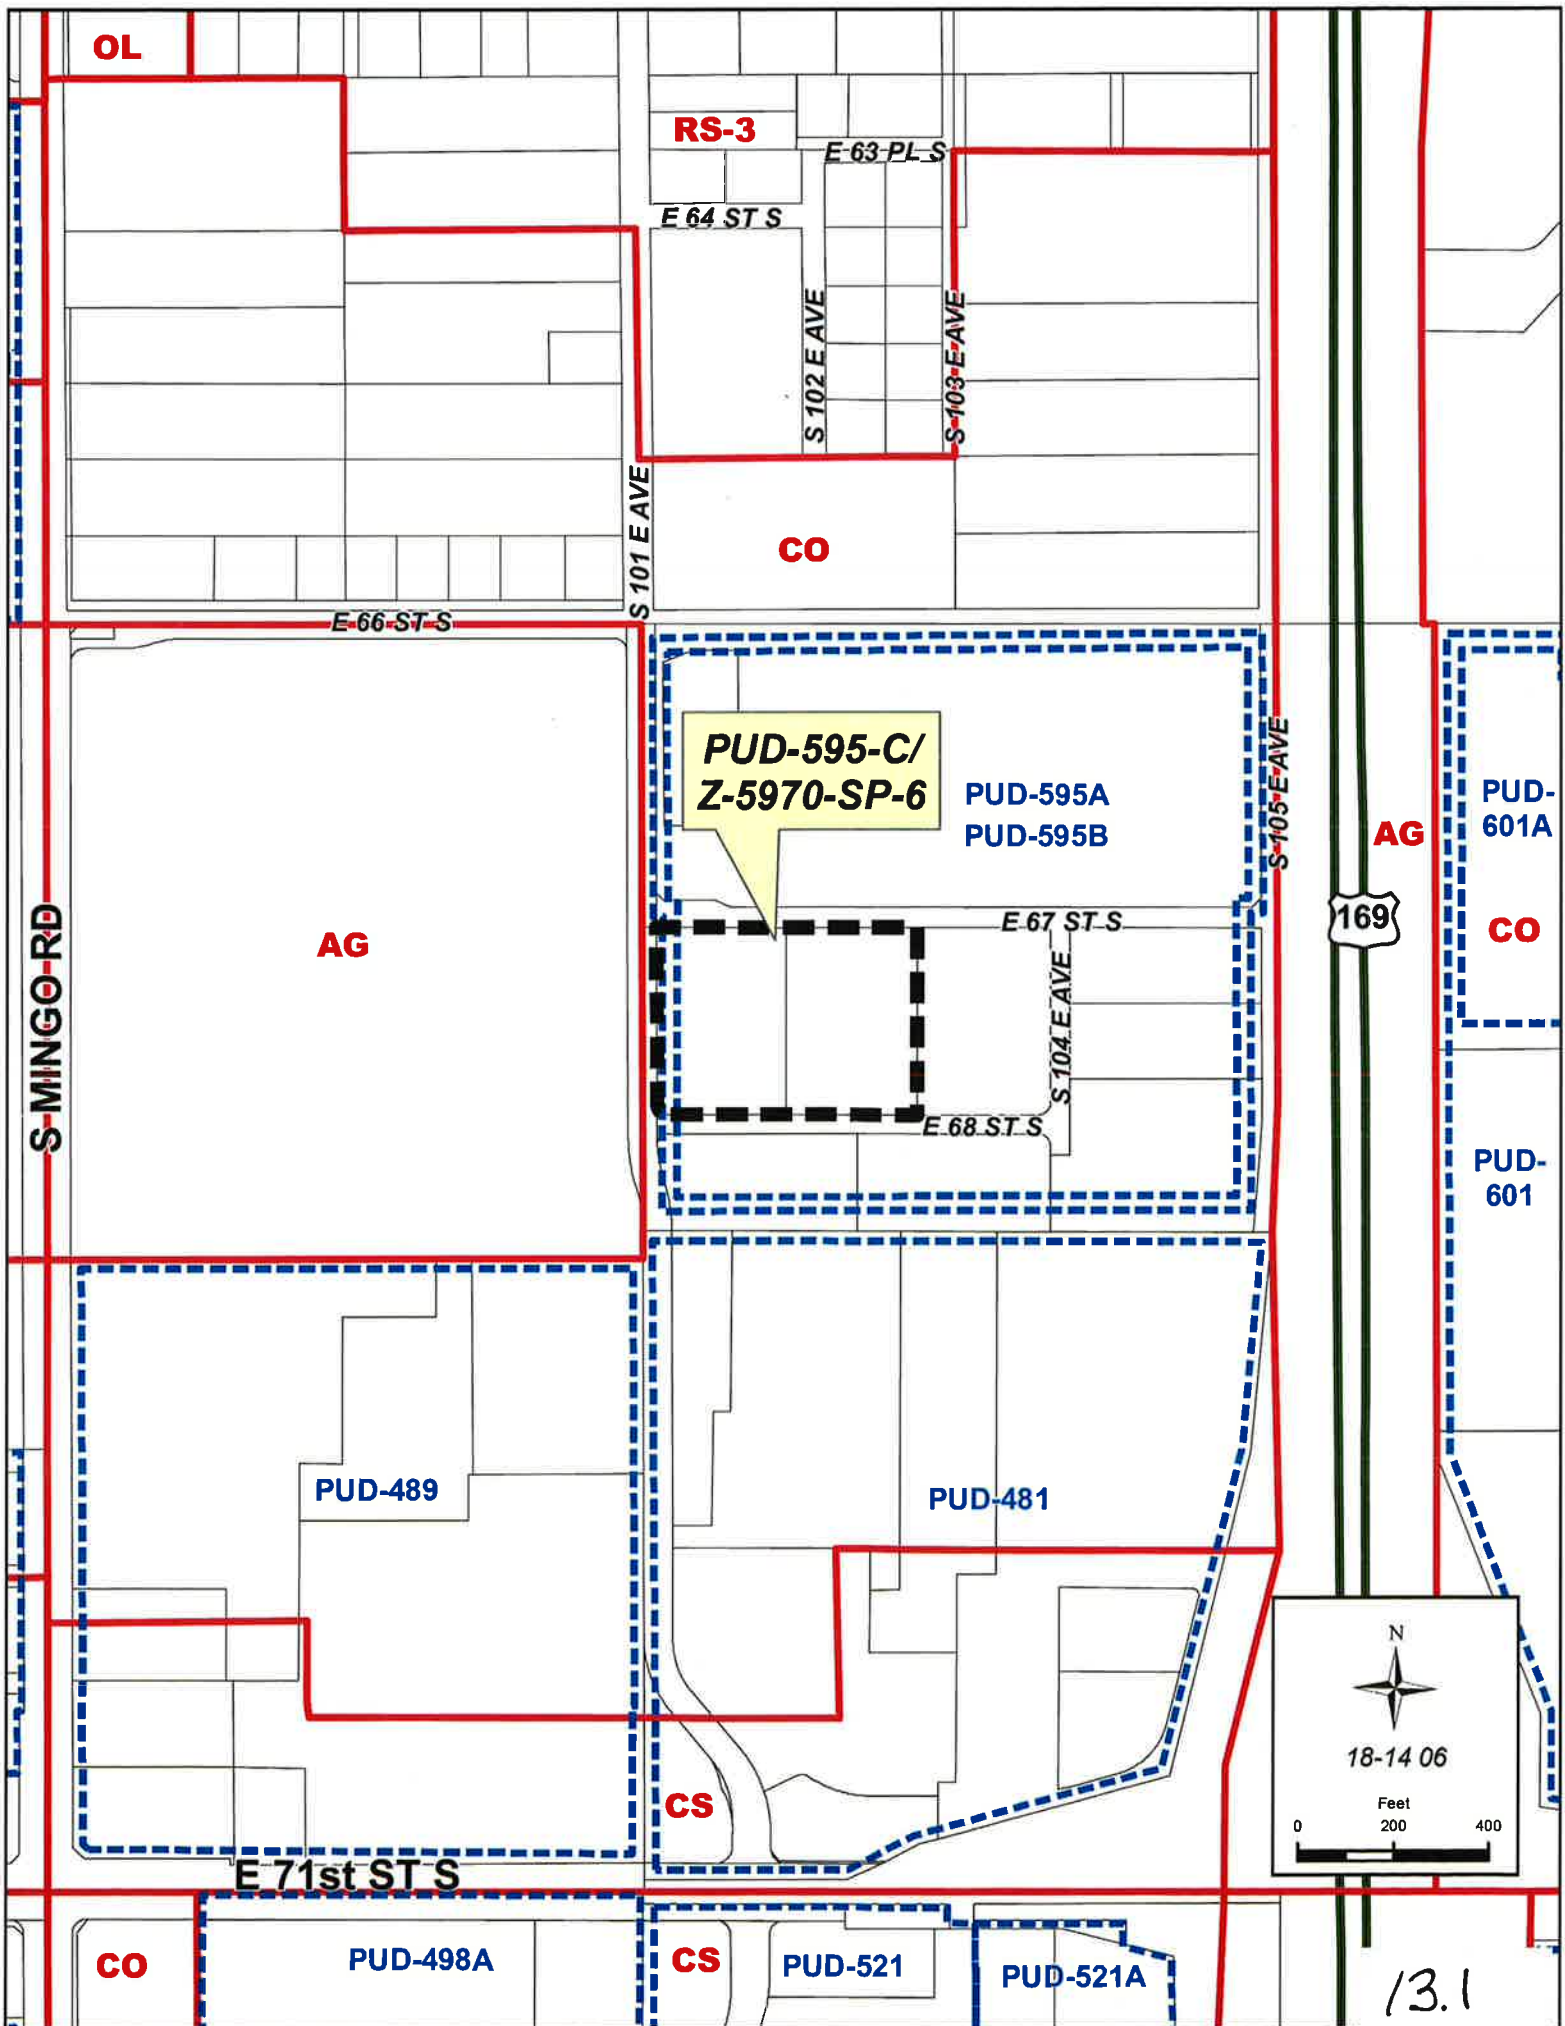 OL
RS-3
E 63 PL S
E 64 ST S
S 102 E AVE
S 103 E AVE
S 101 E AVE
CO
E 66 ST S
PUD-595-C/
Z-5970-SP-6
PUD-595A
PUD-595B
S 105 E AVE
AG
PUD-
601A
169
CO
E 67 ST S
AG
S MINGO RD
S 104 E AVE
E 68 ST S
PUD-
601
PUD-489
PUD-481
N
18-14 06
Feet
0 200 400
CS
E 71st ST S
CO
PUD-498A
CS
PUD-521
PUD-521A
13.1